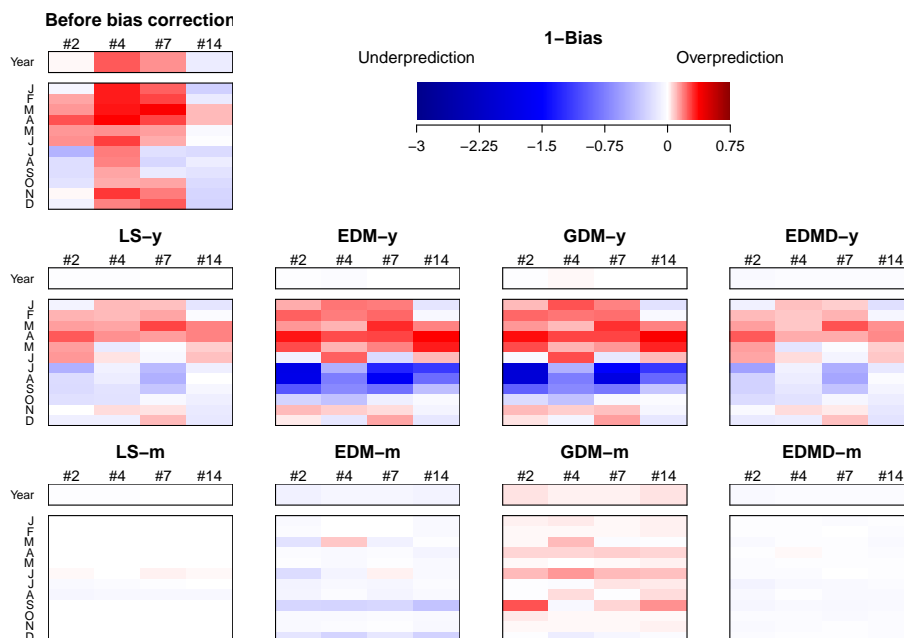 Before bias correction
#2 #4 #7 #14
Year
J
F
M
A
M
J
J
A
S
O
N
D
1−Bias
Underprediction Overprediction
−3 −2.25 −1.5 −0.75 0 0.75
LS−y EDM−y GDM−y EDMD−y
#2 #4 #7 #14 #2 #4 #7 #14 #2 #4 #7 #14 #2 #4 #7 #14
Year
J
F
M
A
M
J
J
A
S
O
N
D
LS−m EDM−m GDM−m EDMD−m
#2 #4 #7 #14 #2 #4 #7 #14 #2 #4 #7 #14 #2 #4 #7 #14
Year
J
F
M
A
M
J
J
A
S
O
N
D